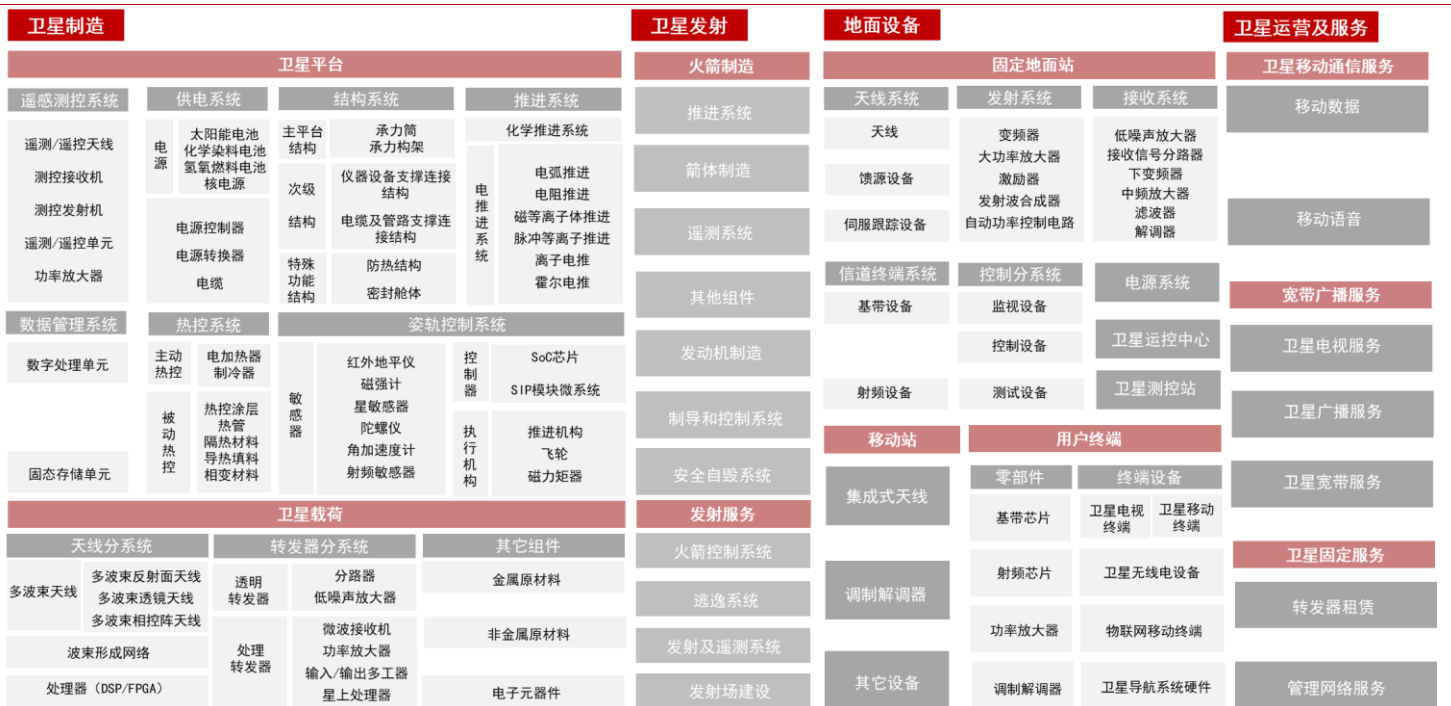 卫星制造
卫星平台
遥感测控系统
遥测/遥控天线
测控接收机
测控发射机
遥测/遥控单元
功率放大器
供电系统
电
源
太阳能电池
化学染料电池
氢氧燃料电池
核电源
电源控制器
电源转换器
电缆
结构系统
主平台
结构
承力筒
承力构架
次级
结构
仪器设备支撑连接
结构
电缆及管路支撑连
接结构
特殊
功能
结构
防热结构
密封舱体
推进系统
化学推进系统
电
推
进
系
统
电弧推进
电阻推进
磁等离子体推进
脉冲等离子推进
离子电推
霍尔电推
数据管理系统
数字处理单元
固态存储单元
热控系统
主动
热控
电加热器
制冷器
被
动
热
控
热控涂层
热管
隔热材料
导热填料
相变材料
姿轨控制系统
敏
感
器
红外地平仪
磁强计
星敏感器
陀螺仪
角加速度计
射频敏感器
控
制
器
SoC芯片
SIP模块微系统
执
行
机
构
推进机构
飞轮
磁力矩器
卫星载荷
天线分系统
多波束天线
多波束反射面天线
多波束透镜天线
多波束相控阵天线
波束形成网络
处理器（DSP/FPGA）
转发器分系统
透明
转发器
分路器
低噪声放大器
处理
转发器
微波接收机
功率放大器
输入/输出多工器
星上处理器
其它组件
金属原材料
非金属原材料
电子元器件
卫星发射
火箭制造
推进系统
箭体制造
遥测系统
其他组件
发动机制造
制导和控制系统
安全自毁系统
发射服务
火箭控制系统
逃逸系统
发射及遥测系统
发射场建设
地面设备
固定地面站
天线系统
天线
馈源设备
伺服跟踪设备
发射系统
变频器
大功率放大器
激励器
发射波合成器
自动功率控制电路
接收系统
低噪声放大器
接收信号分路器
下变频器
中频放大器
滤波器
解调器
信道终端系统
基带设备
射频设备
控制分系统
监视设备
控制设备
测试设备
电源系统
卫星运控中心
卫星测控站
移动站
集成式天线
调制解调器
其它设备
用户终端
零部件
基带芯片
射频芯片
功率放大器
调制解调器
终端设备
卫星电视
终端
卫星移动
终端
卫星无线电设备
物联网移动终端
卫星导航系统硬件
卫星运营及服务
卫星移动通信服务
移动数据
移动语音
宽带广播服务
卫星电视服务
卫星广播服务
卫星宽带服务
卫星固定服务
转发器租赁
管理网络服务